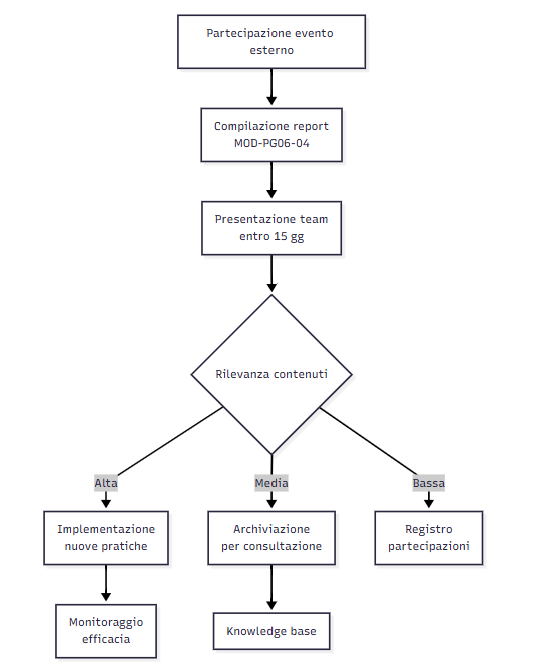 Partecipazione evento
esterno
Compilazione report
MOD-PG06-04
Presentazione team
entro 15 gg
Rilevanza contenuti
Alta
Media
Bassa
Implementazione
nuove pratiche
Archiviazione
per consultazione
Registro
partecipazioni
Monitoraggio
efficacia
Knowledge base